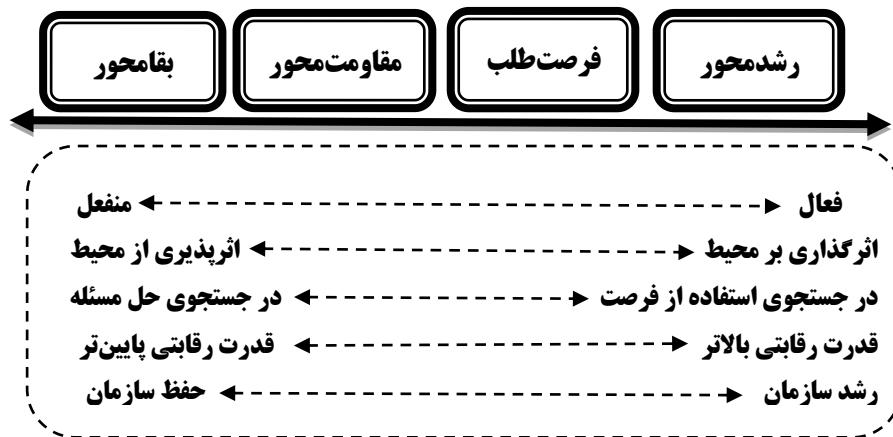 رشدمحور فرصت‌طلب مقاومت‌محور بقامحور
فعال منفعل
اثرگذاری بر محیط اثرپذیری از محیط
در جستجوی استفاده از فرصت در جستجوی حل مسئله
قدرت رقابتی بالاتر قدرت رقابتی پایین‌تر
رشد سازمان حفظ سازمان